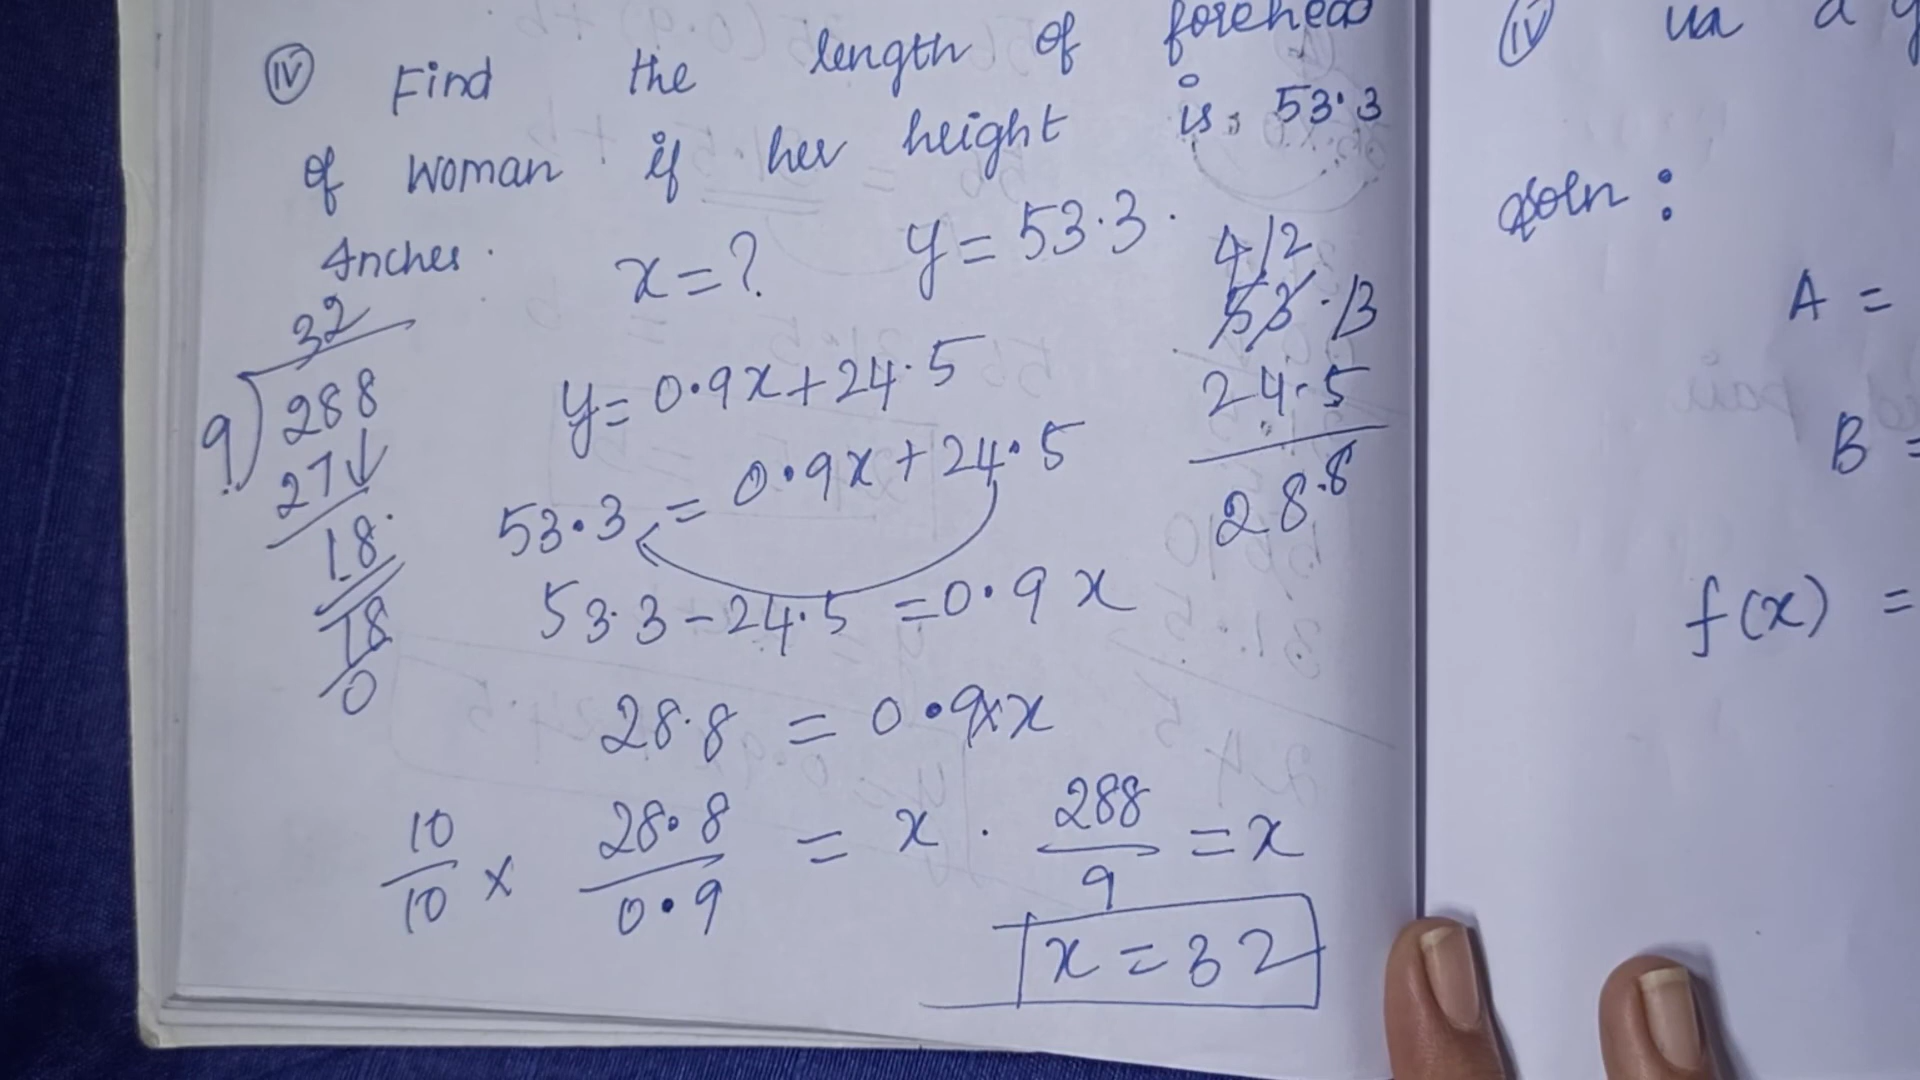 iv Find the length of forehead
of woman if her height is 53.3
Inches.
x = ? y = 53.3.
32
9)288
27↓
18
18
0
4 12
53.13
24.5
28.8
y = 0.9x + 24.5
53.3 = 0.9x + 24.5
53.3 - 24.5 = 0.9x
28.8 = 0.9 × x
10/10 × 28.8/0.9 = x . 288/9 = x
x = 32
iv
soln :
A =
B =
f(x) =